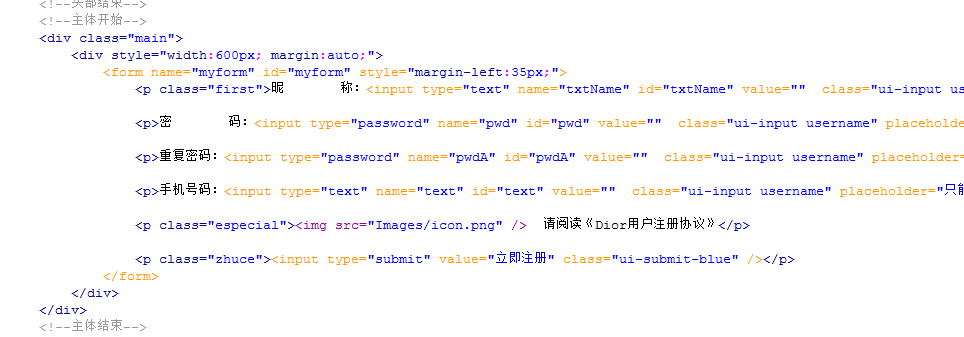 <!--头部结束-->
<!--主体开始-->
<div class="main">
<div style="width:600px; margin:auto;">
<form name="myform" id="myform" style="margin-left:35px;">
<p class="first">昵 称：<input type="text" name="txtName" id="txtName" value="" class="ui-input us
<p>密 码：<input type="password" name="pwd" id="pwd" value="" class="ui-input username" placeholde
<p>重复密码：<input type="password" name="pwdA" id="pwdA" value="" class="ui-input username" placeholder=
<p>手机号码：<input type="text" name="text" id="text" value="" class="ui-input username" placeholder="只能
<p class="especial"><img src="Images/icon.png" /> 请阅读《Dior用户注册协议》</p>
<p class="zhuce"><input type="submit" value="立即注册" class="ui-submit-blue" /></p>
</form>
</div>
</div>
<!--主体结束-->